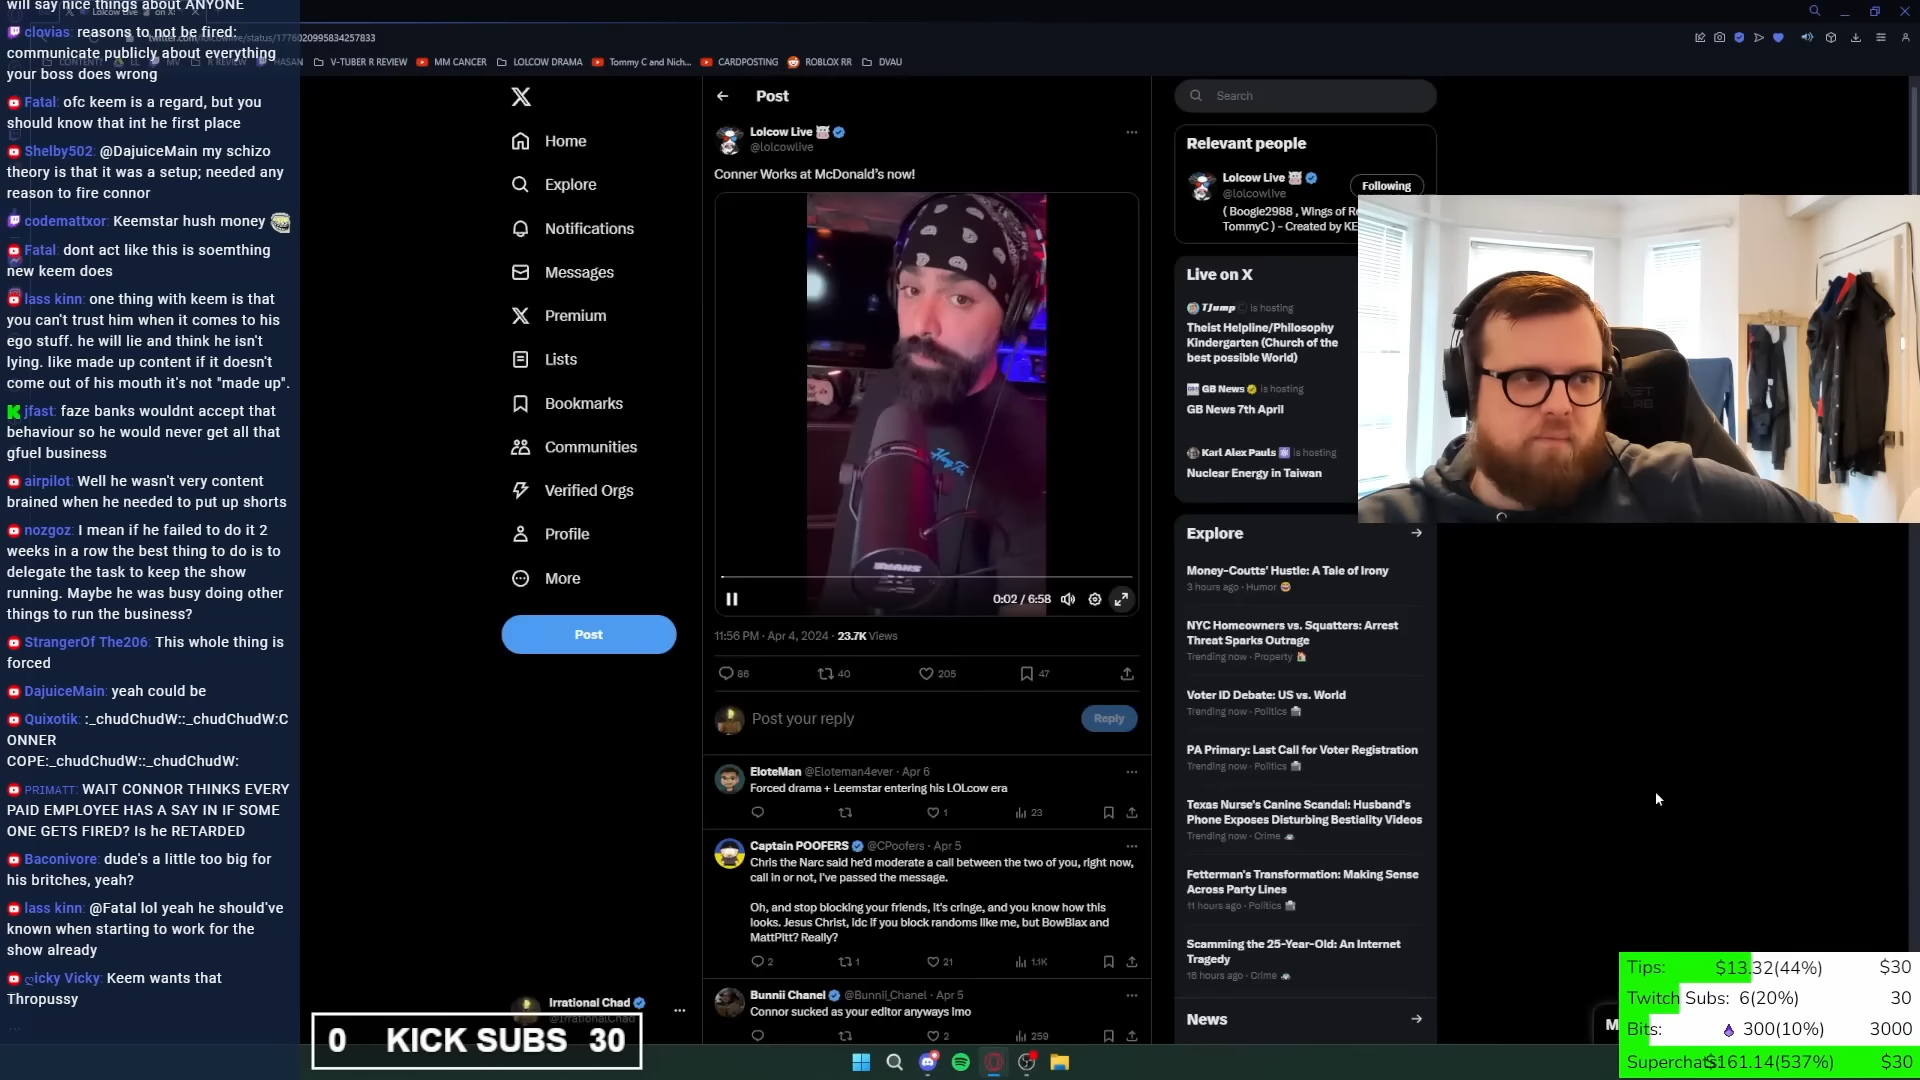 will say nice things about ANYONE
clovias: reasons to not be fired:
communicate publicly about everything
your boss does wrong
Fatal: ofc keem is a regard, but you
should know that int he first place
Shelby502: @DajuiceMain my schizo
theory is that it was a setup; needed any
reason to fire connor
codemattxor: Keemstar hush money
Fatal: dont act like this is soemthing
new keem does
lass kinn: one thing with keem is that
you can't trust him when it comes to his
ego stuff. he will lie and think he isn't
lying. like made up content if it doesn't
come out of his mouth it's not "made up".
jfast: faze banks wouldnt accept that
behaviour so he would never get all that
gfuel business
airpilot: Well he wasn't very content
brained when he needed to put up shorts
nozgoz: I mean if he failed to do it 2
weeks in a row the best thing to do is to
delegate the task to keep the show
running. Maybe he was busy doing other
things to run the business?
StrangerOf The206: This whole thing is
forced
DajuiceMain: yeah could be
Quixotik: :_chudChudW::_chudChudW:C
ONNER
COPE:_chudChudW::_chudChudW:
PRIMATT: WAIT CONNOR THINKS EVERY
PAID EMPLOYEE HAS A SAY IN IF SOME
ONE GETS FIRED? Is he RETARDED
Baconivore: dude's a little too big for
his britches, yeah?
lass kinn: @Fatal lol yeah he should've
known when starting to work for the
show already
icky Vicky: Keem wants that
Thropussy
twitter.com/lolcowlive/status/1776020995834257833
CONTENT LL MV R REVIEW HASAN V-TUBER R REVIEW MM CANCER LOLCOW DRAMA Tommy C and Nich... CARDPOSTING ROBLOX RR DVAU
Home
Explore
Notifications
Messages
Premium
Lists
Bookmarks
Communities
Verified Orgs
Profile
More
Post
Irrational Chad
@IrrationalChad
0 KICK SUBS 30
Post
Lolcow Live
@lolcowlive
Conner Works at McDonald's now!
0:02 / 6:58
11:56 PM · Apr 4, 2024 · 23.7K Views
86 40 205 47
Post your reply
Reply
EloteMan @Eloteman4ever · Apr 6
Forced drama + Leemstar entering his LOLcow era
1 23
Captain POOFERS @CPoofers · Apr 5
Chris the Narc said he'd moderate a call between the two of you, right now,
call in or not, I've passed the message.
Oh, and stop blocking your friends, it's cringe, and you know how this
looks. Jesus Christ, idc if you block randoms like me, but BowBlax and
MattPitt? Really?
2 1 21 1.1K
Bunnii Chanel @Bunnii_Chanel · Apr 5
Connor sucked as your editor anyways lmo
2 259
Search
Relevant people
Lolcow Live
@lolcowlive
Following
( Boogie2988 , Wings of Re
TommyC ) - Created by KE
Live on X
TJump is hosting
Theist Helpline/Philosophy
Kindergarten (Church of the
best possible World)
GB News is hosting
GB News 7th April
Karl Alex Pauls is hosting
Nuclear Energy in Taiwan
Explore
Money-Coutts' Hustle: A Tale of Irony
3 hours ago · Humor
NYC Homeowners vs. Squatters: Arrest
Threat Sparks Outrage
Trending now · Property
Voter ID Debate: US vs. World
Trending now · Politics
PA Primary: Last Call for Voter Registration
Trending now · Politics
Texas Nurse's Canine Scandal: Husband's
Phone Exposes Disturbing Bestiality Videos
Trending now · Crime
Fetterman's Transformation: Making Sense
Across Party Lines
11 hours ago · Politics
Scamming the 25-Year-Old: An Internet
Tragedy
18 hours ago · Crime
News
Tips: $13.32(44%) $30
Twitch Subs: 6(20%) 30
Bits: 300(10%) 3000
Superchats: $161.14(537%) $30